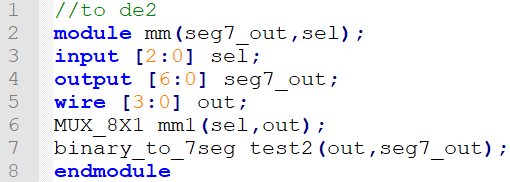 1 //to de2
2 module mm(seg7_out,sel);
3 input [2:0] sel;
4 output [6:0] seg7_out;
5 wire [3:0] out;
6 MUX_8X1 mm1(sel,out);
7 binary_to_7seg test2(out,seg7_out);
8 endmodule